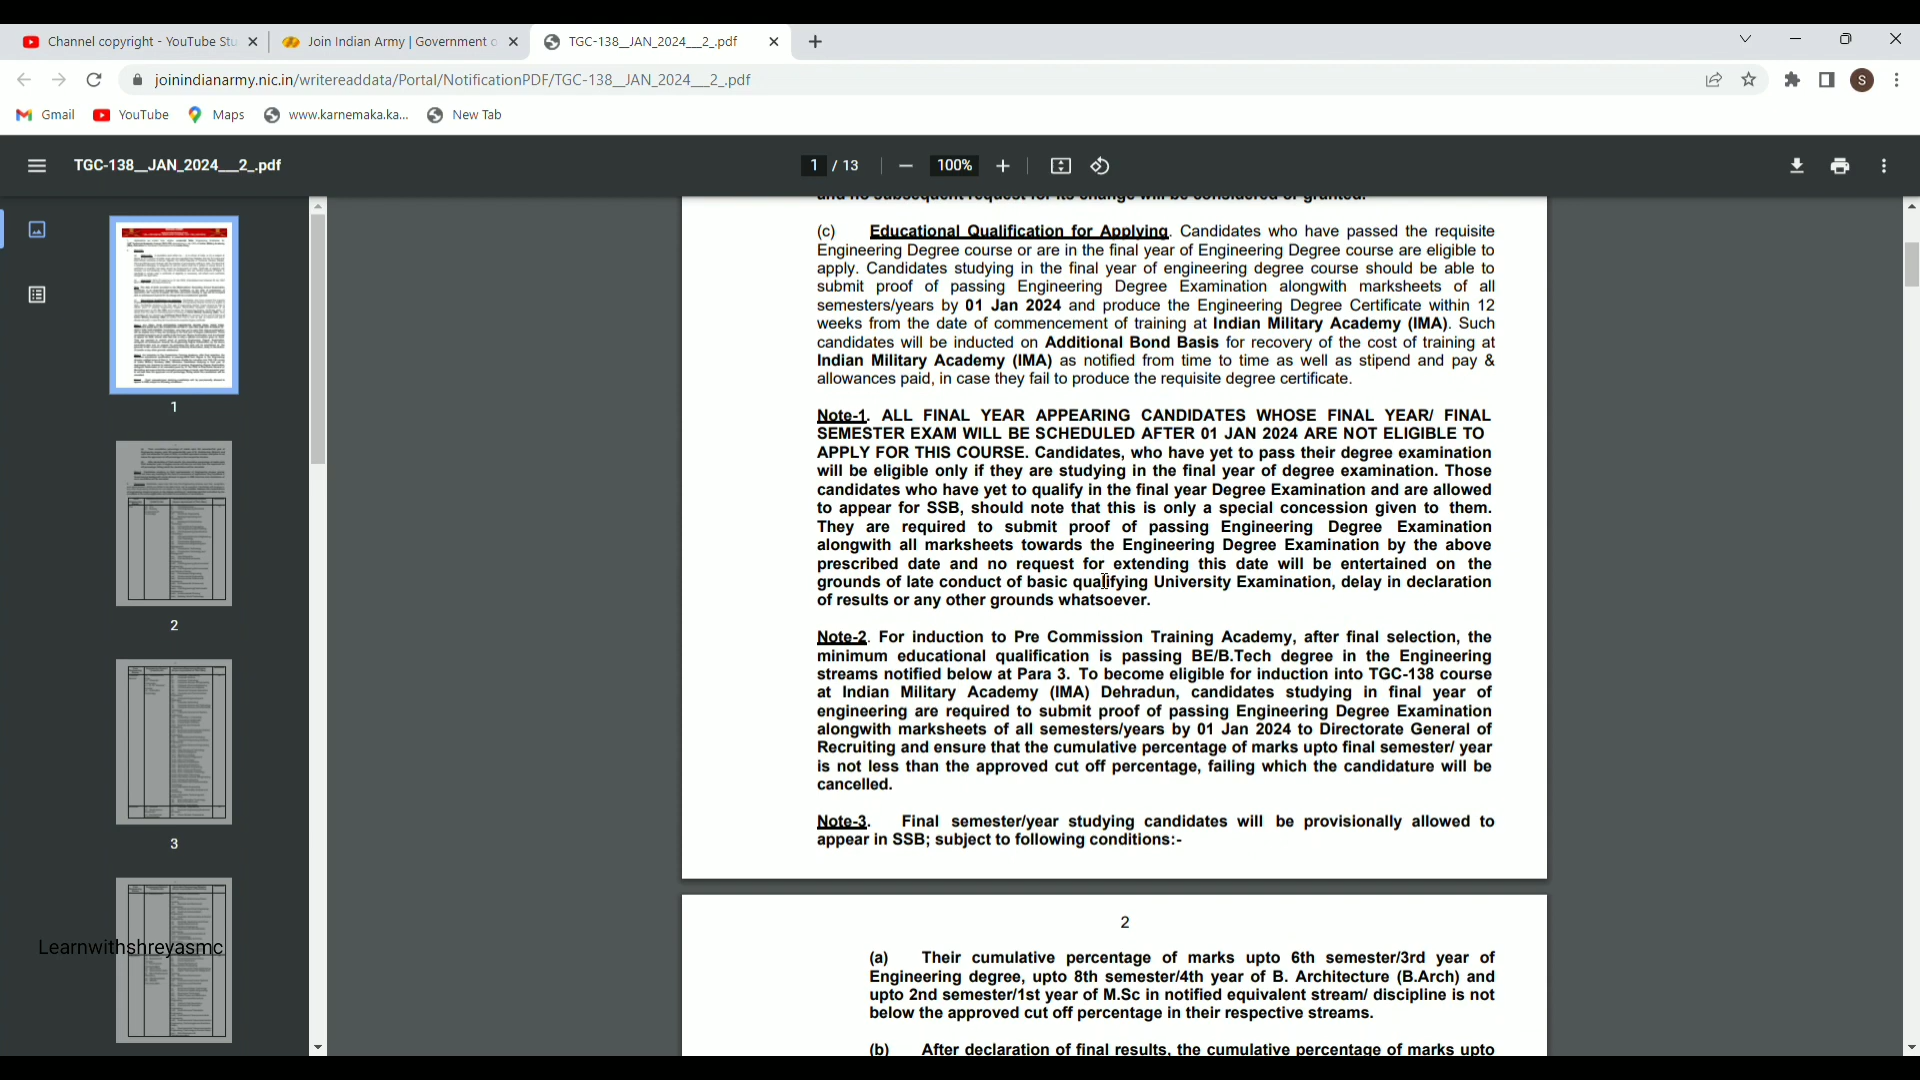 Channel copyright - YouTube Stu
Join Indian Army | Government o
TGC-138__JAN_2024___2_.pdf
joinindianarmy.nic.in/writereaddata/Portal/NotificationPDF/TGC-138__JAN_2024___2_.pdf
S
Gmail
YouTube
Maps
www.karnemaka.ka...
New Tab
TGC-138__JAN_2024___2_.pdf
1 / 13
100%
and no subsequent request for its change will be considered or granted.
(c) Educational Qualification for Applying. Candidates who have passed the requisite
Engineering Degree course or are in the final year of Engineering Degree course are eligible to
apply. Candidates studying in the final year of engineering degree course should be able to
submit proof of passing Engineering Degree Examination alongwith marksheets of all
semesters/years by 01 Jan 2024 and produce the Engineering Degree Certificate within 12
weeks from the date of commencement of training at Indian Military Academy (IMA). Such
candidates will be inducted on Additional Bond Basis for recovery of the cost of training at
Indian Military Academy (IMA) as notified from time to time as well as stipend and pay &
allowances paid, in case they fail to produce the requisite degree certificate.
Note-1. ALL FINAL YEAR APPEARING CANDIDATES WHOSE FINAL YEAR/ FINAL
SEMESTER EXAM WILL BE SCHEDULED AFTER 01 JAN 2024 ARE NOT ELIGIBLE TO
APPLY FOR THIS COURSE. Candidates, who have yet to pass their degree examination
will be eligible only if they are studying in the final year of degree examination. Those
candidates who have yet to qualify in the final year Degree Examination and are allowed
to appear for SSB, should note that this is only a special concession given to them.
They are required to submit proof of passing Engineering Degree Examination
alongwith all marksheets towards the Engineering Degree Examination by the above
prescribed date and no request for extending this date will be entertained on the
grounds of late conduct of basic qualifying University Examination, delay in declaration
of results or any other grounds whatsoever.
Note-2. For induction to Pre Commission Training Academy, after final selection, the
minimum educational qualification is passing BE/B.Tech degree in the Engineering
streams notified below at Para 3. To become eligible for induction into TGC-138 course
at Indian Military Academy (IMA) Dehradun, candidates studying in final year of
engineering are required to submit proof of passing Engineering Degree Examination
alongwith marksheets of all semesters/years by 01 Jan 2024 to Directorate General of
Recruiting and ensure that the cumulative percentage of marks upto final semester/ year
is not less than the approved cut off percentage, failing which the candidature will be
cancelled.
Note-3. Final semester/year studying candidates will be provisionally allowed to
appear in SSB; subject to following conditions:-
2
(a) Their cumulative percentage of marks upto 6th semester/3rd year of
Engineering degree, upto 8th semester/4th year of B. Architecture (B.Arch) and
upto 2nd semester/1st year of M.Sc in notified equivalent stream/ discipline is not
below the approved cut off percentage in their respective streams.
(b) After declaration of final results, the cumulative percentage of marks upto
1
2
3
Learnwithshreyasmc